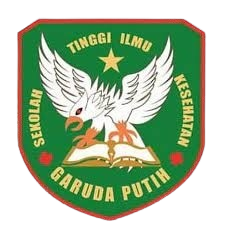 SEKOLAH
TINGGI ILMU
KESEHATAN
GARUDA PUTIH